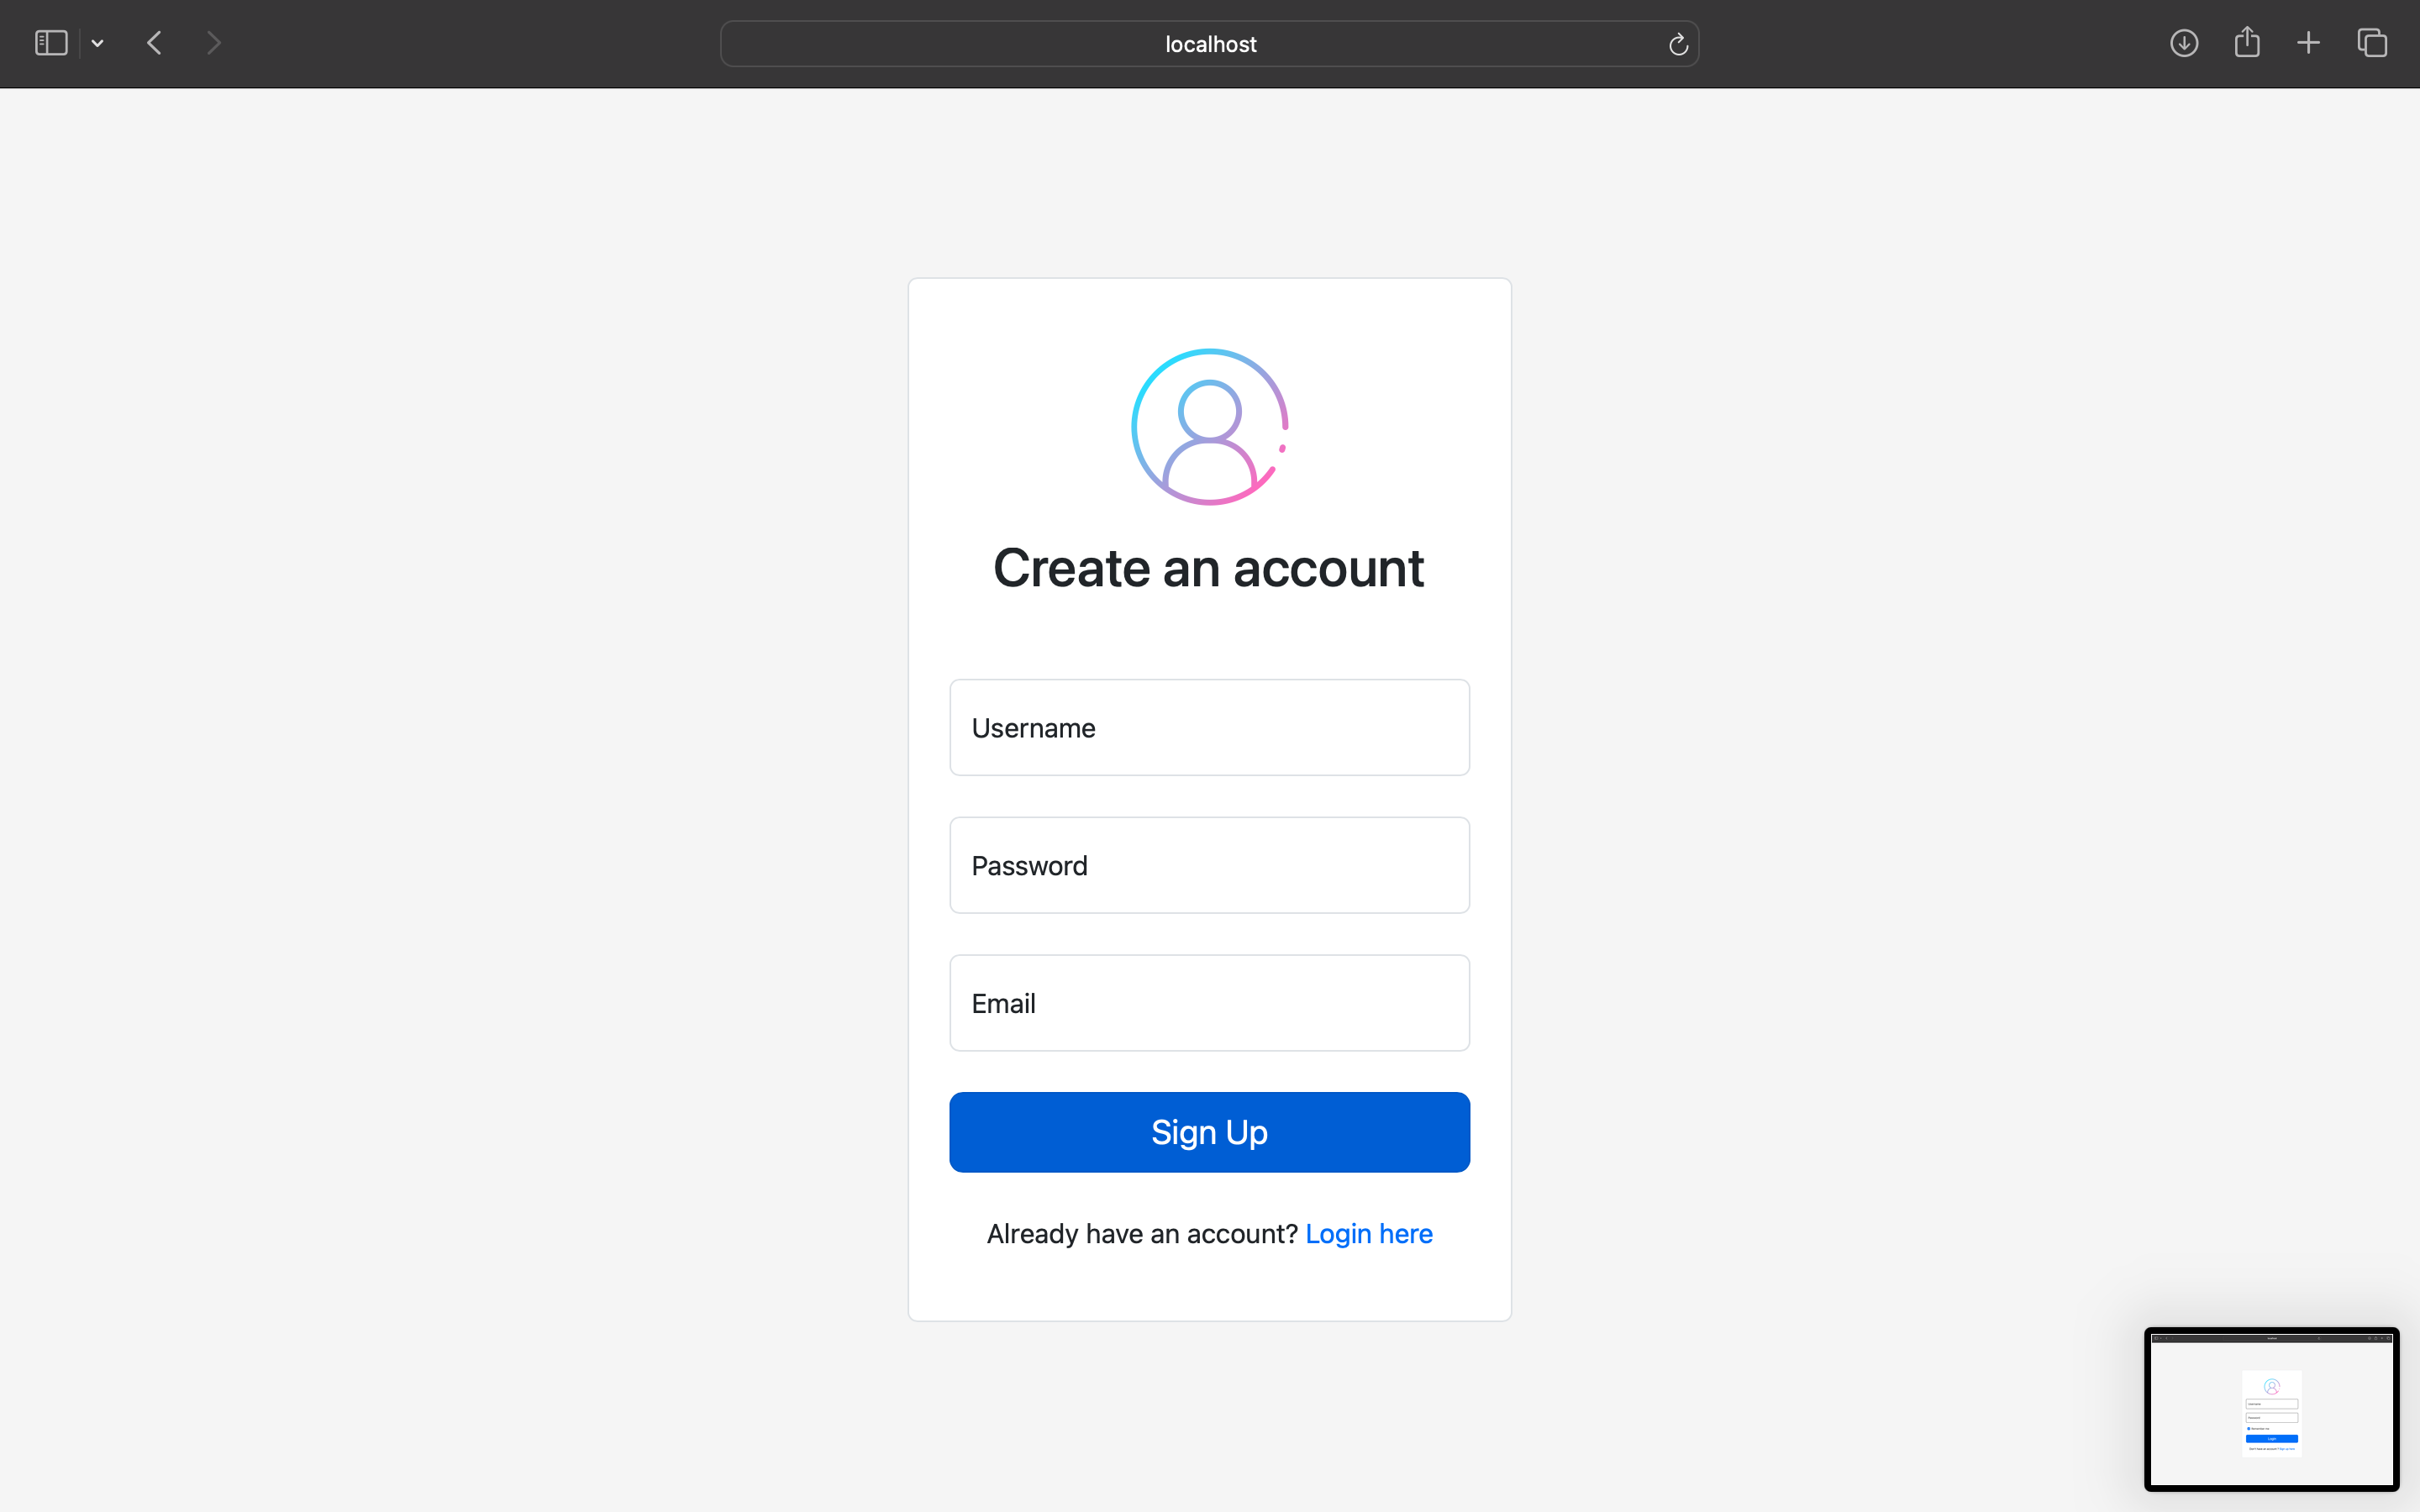 localhost
Create an account
Username
Password
Email
Sign Up
Already have an account? Login here